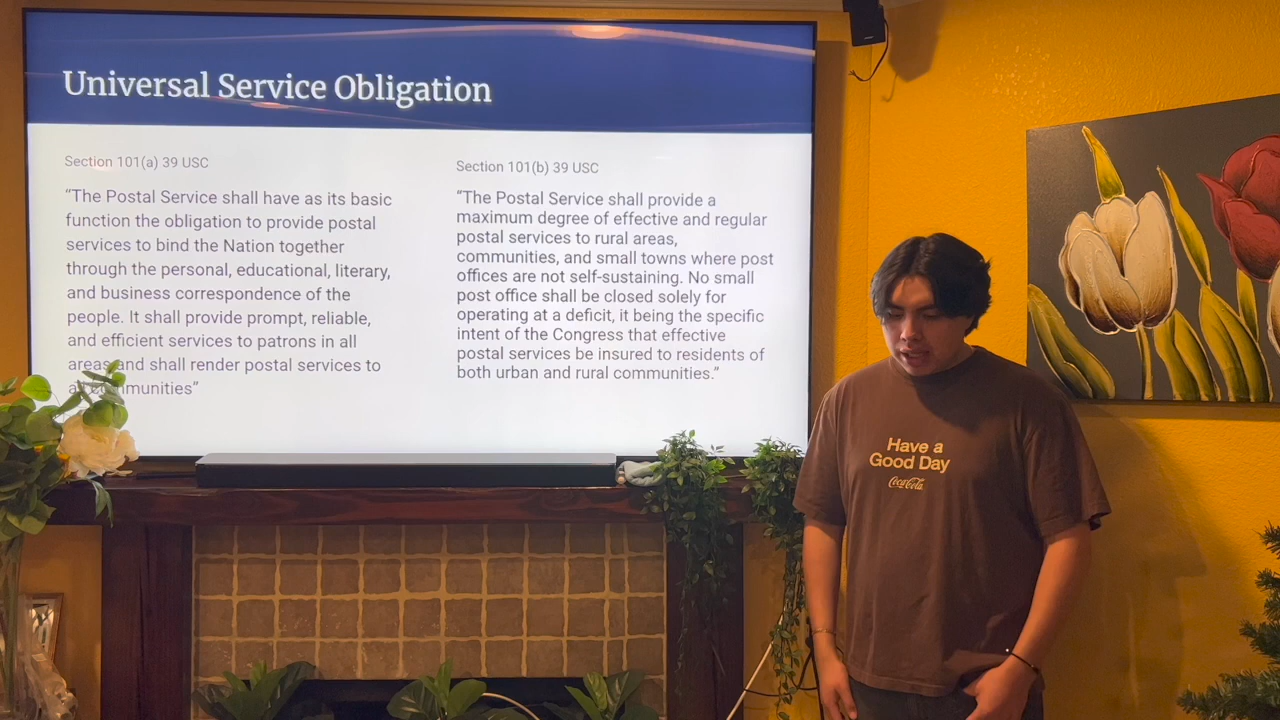 Universal Service Obligation
Section 101(a) 39 USC
“The Postal Service shall have as its basic
function the obligation to provide postal
services to bind the Nation together
through the personal, educational, literary,
and business correspondence of the
people. It shall provide prompt, reliable,
and efficient services to patrons in all
areas and shall render postal services to
all communities”
Section 101(b) 39 USC
“The Postal Service shall provide a
maximum degree of effective and regular
postal services to rural areas,
communities, and small towns where post
offices are not self-sustaining. No small
post office shall be closed solely for
operating at a deficit, it being the specific
intent of the Congress that effective
postal services be insured to residents of
both urban and rural communities.”
Have a
Good Day
Coca-Cola